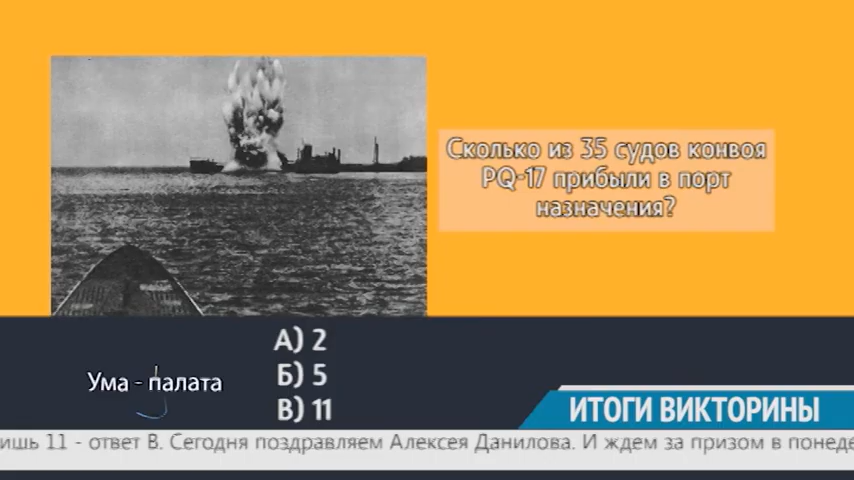 Сколько из 35 судов конвоя
PQ-17 прибыли в порт
назначения?
А) 2
Б) 5
В) 11
Ума - палата
ИТОГИ ВИКТОРИНЫ
ишь 11 - ответ В. Сегодня поздравляем Алексея Данилова. И ждем за призом в понеде